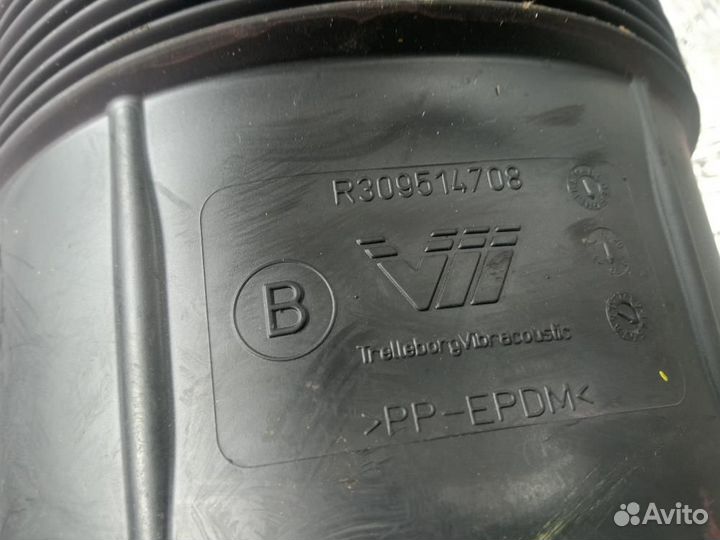 R309514708
B
TrelleborgVibracoustic
>PP-EPDM<
Avito